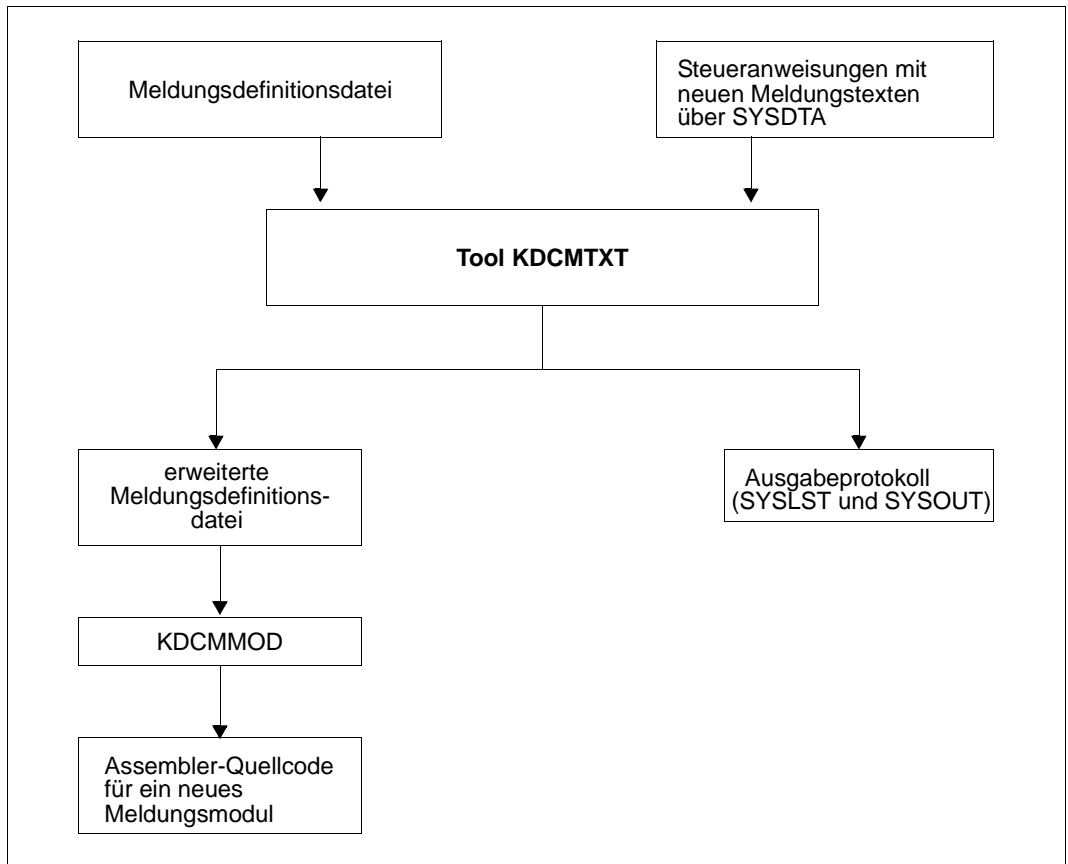 Meldungsdefinitionsdatei
Steueranweisungen mit
neuen Meldungstexten
über SYSDTA
Tool KDCMTXT
erweiterte
Meldungsdefinitions-
datei
Ausgabeprotokoll
(SYSLST und SYSOUT)
KDCMMOD
Assembler-Quellcode
für ein neues
Meldungsmodul